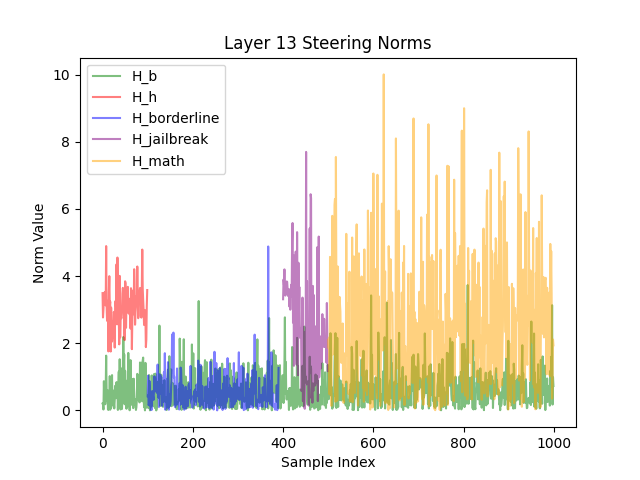 Layer 13 Steering Norms
H_b
H_h
H_borderline
H_jailbreak
H_math
Norm Value
10
8
6
4
2
0
0 200 400 600 800 1000
Sample Index